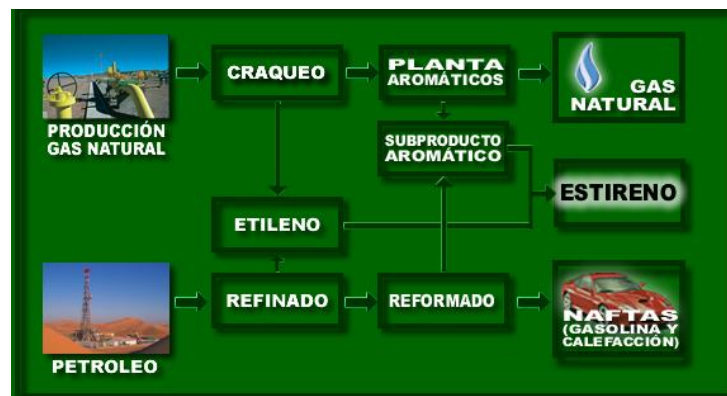 PRODUCCIÓN
GAS NATURAL
CRAQUEO
PLANTA
AROMÁTICOS
GAS
NATURAL
SUBPRODUCTO
AROMÁTICO
ESTIRENO
ETILENO
PETROLEO
REFINADO
REFORMADO
NAFTAS
(GASOLINA Y
CALEFACCIÓN)